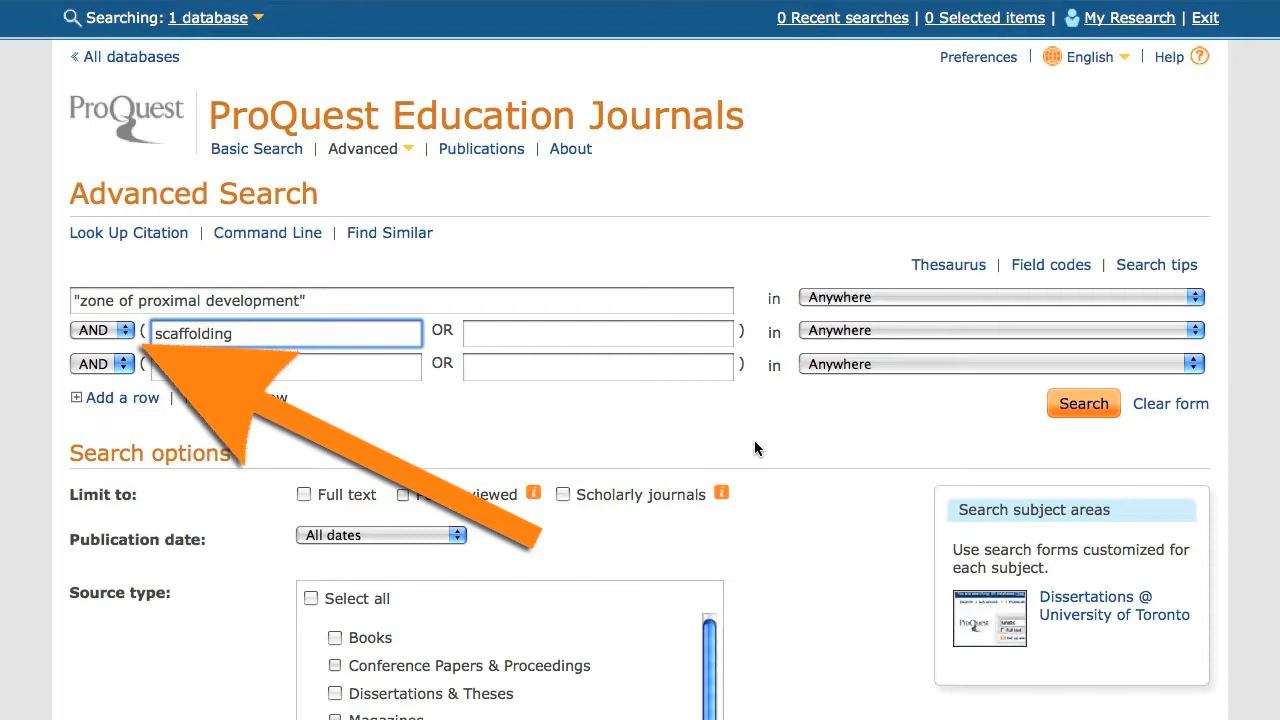 Searching: 1 database
0 Recent searches | 0 Selected items | My Research | Exit
« All databases
Preferences | English | Help ?
ProQuest
ProQuest Education Journals
Basic Search | Advanced | Publications | About
Advanced Search
Look Up Citation | Command Line | Find Similar
Thesaurus | Field codes | Search tips
"zone of proximal development" in Anywhere
AND ( scaffolding OR ) in Anywhere
AND ( OR ) in Anywhere
Add a row |
Search Clear form
Search options
Limit to: Full text Scholarly journals
Publication date: All dates
Source type: Select all
Books
Conference Papers & Proceedings
Dissertations & Theses
Magazines
Search subject areas
Use search forms customized for
each subject.
Dissertations @
University of Toronto